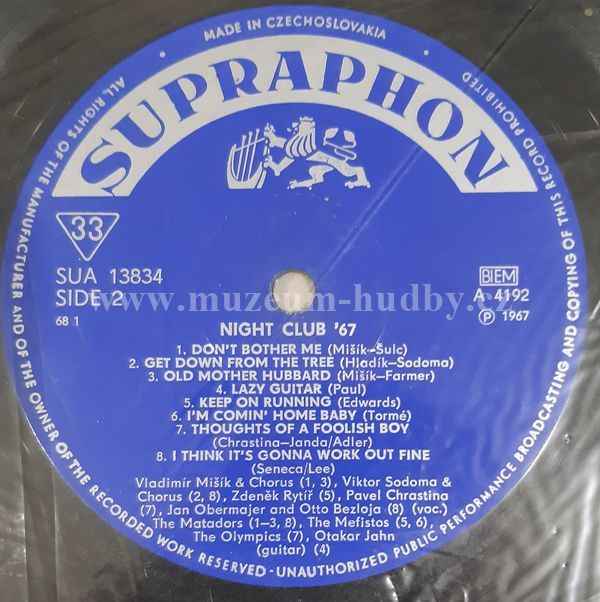 MADE IN CZECHOSLOVAKIA
ALL RIGHTS OF THE MANUFACTURER AND OF THE OWNER OF THE RECORDED WORK RESERVED - UNAUTHORIZED PUBLIC PERFORMANCE BROADCASTING AND COPYING OF THIS RECORD PROHIBITED
SUPRAPHON
33
SUA 13834
SIDE 2
68 1
BIEM
A 4192
Ⓟ 1967
www.muzeum-hudby.cz
NIGHT CLUB '67
1. DON'T BOTHER ME (Mišík–Šulc)
2. GET DOWN FROM THE TREE (Hladík–Sodoma)
3. OLD MOTHER HUBBARD (Mišík–Farmer)
4. LAZY GUITAR (Paul)
5. KEEP ON RUNNING (Edwards)
6. I'M COMIN' HOME BABY (Tormé)
7. THOUGHTS OF A FOOLISH BOY
(Chrastina–Janda/Adler)
8. I THINK IT'S GONNA WORK OUT FINE
(Seneca/Lee)
Vladimír Mišík & Chorus (1, 3), Viktor Sodoma &
Chorus (2, 8), Zdeněk Rytíř (5), Pavel Chrastina
(7), Jan Obermajer and Otto Bezloja (8) (voc.)
The Matadors (1–3, 8), The Mefistos (5, 6),
The Olympics (7), Otakar Jahn
(guitar) (4)